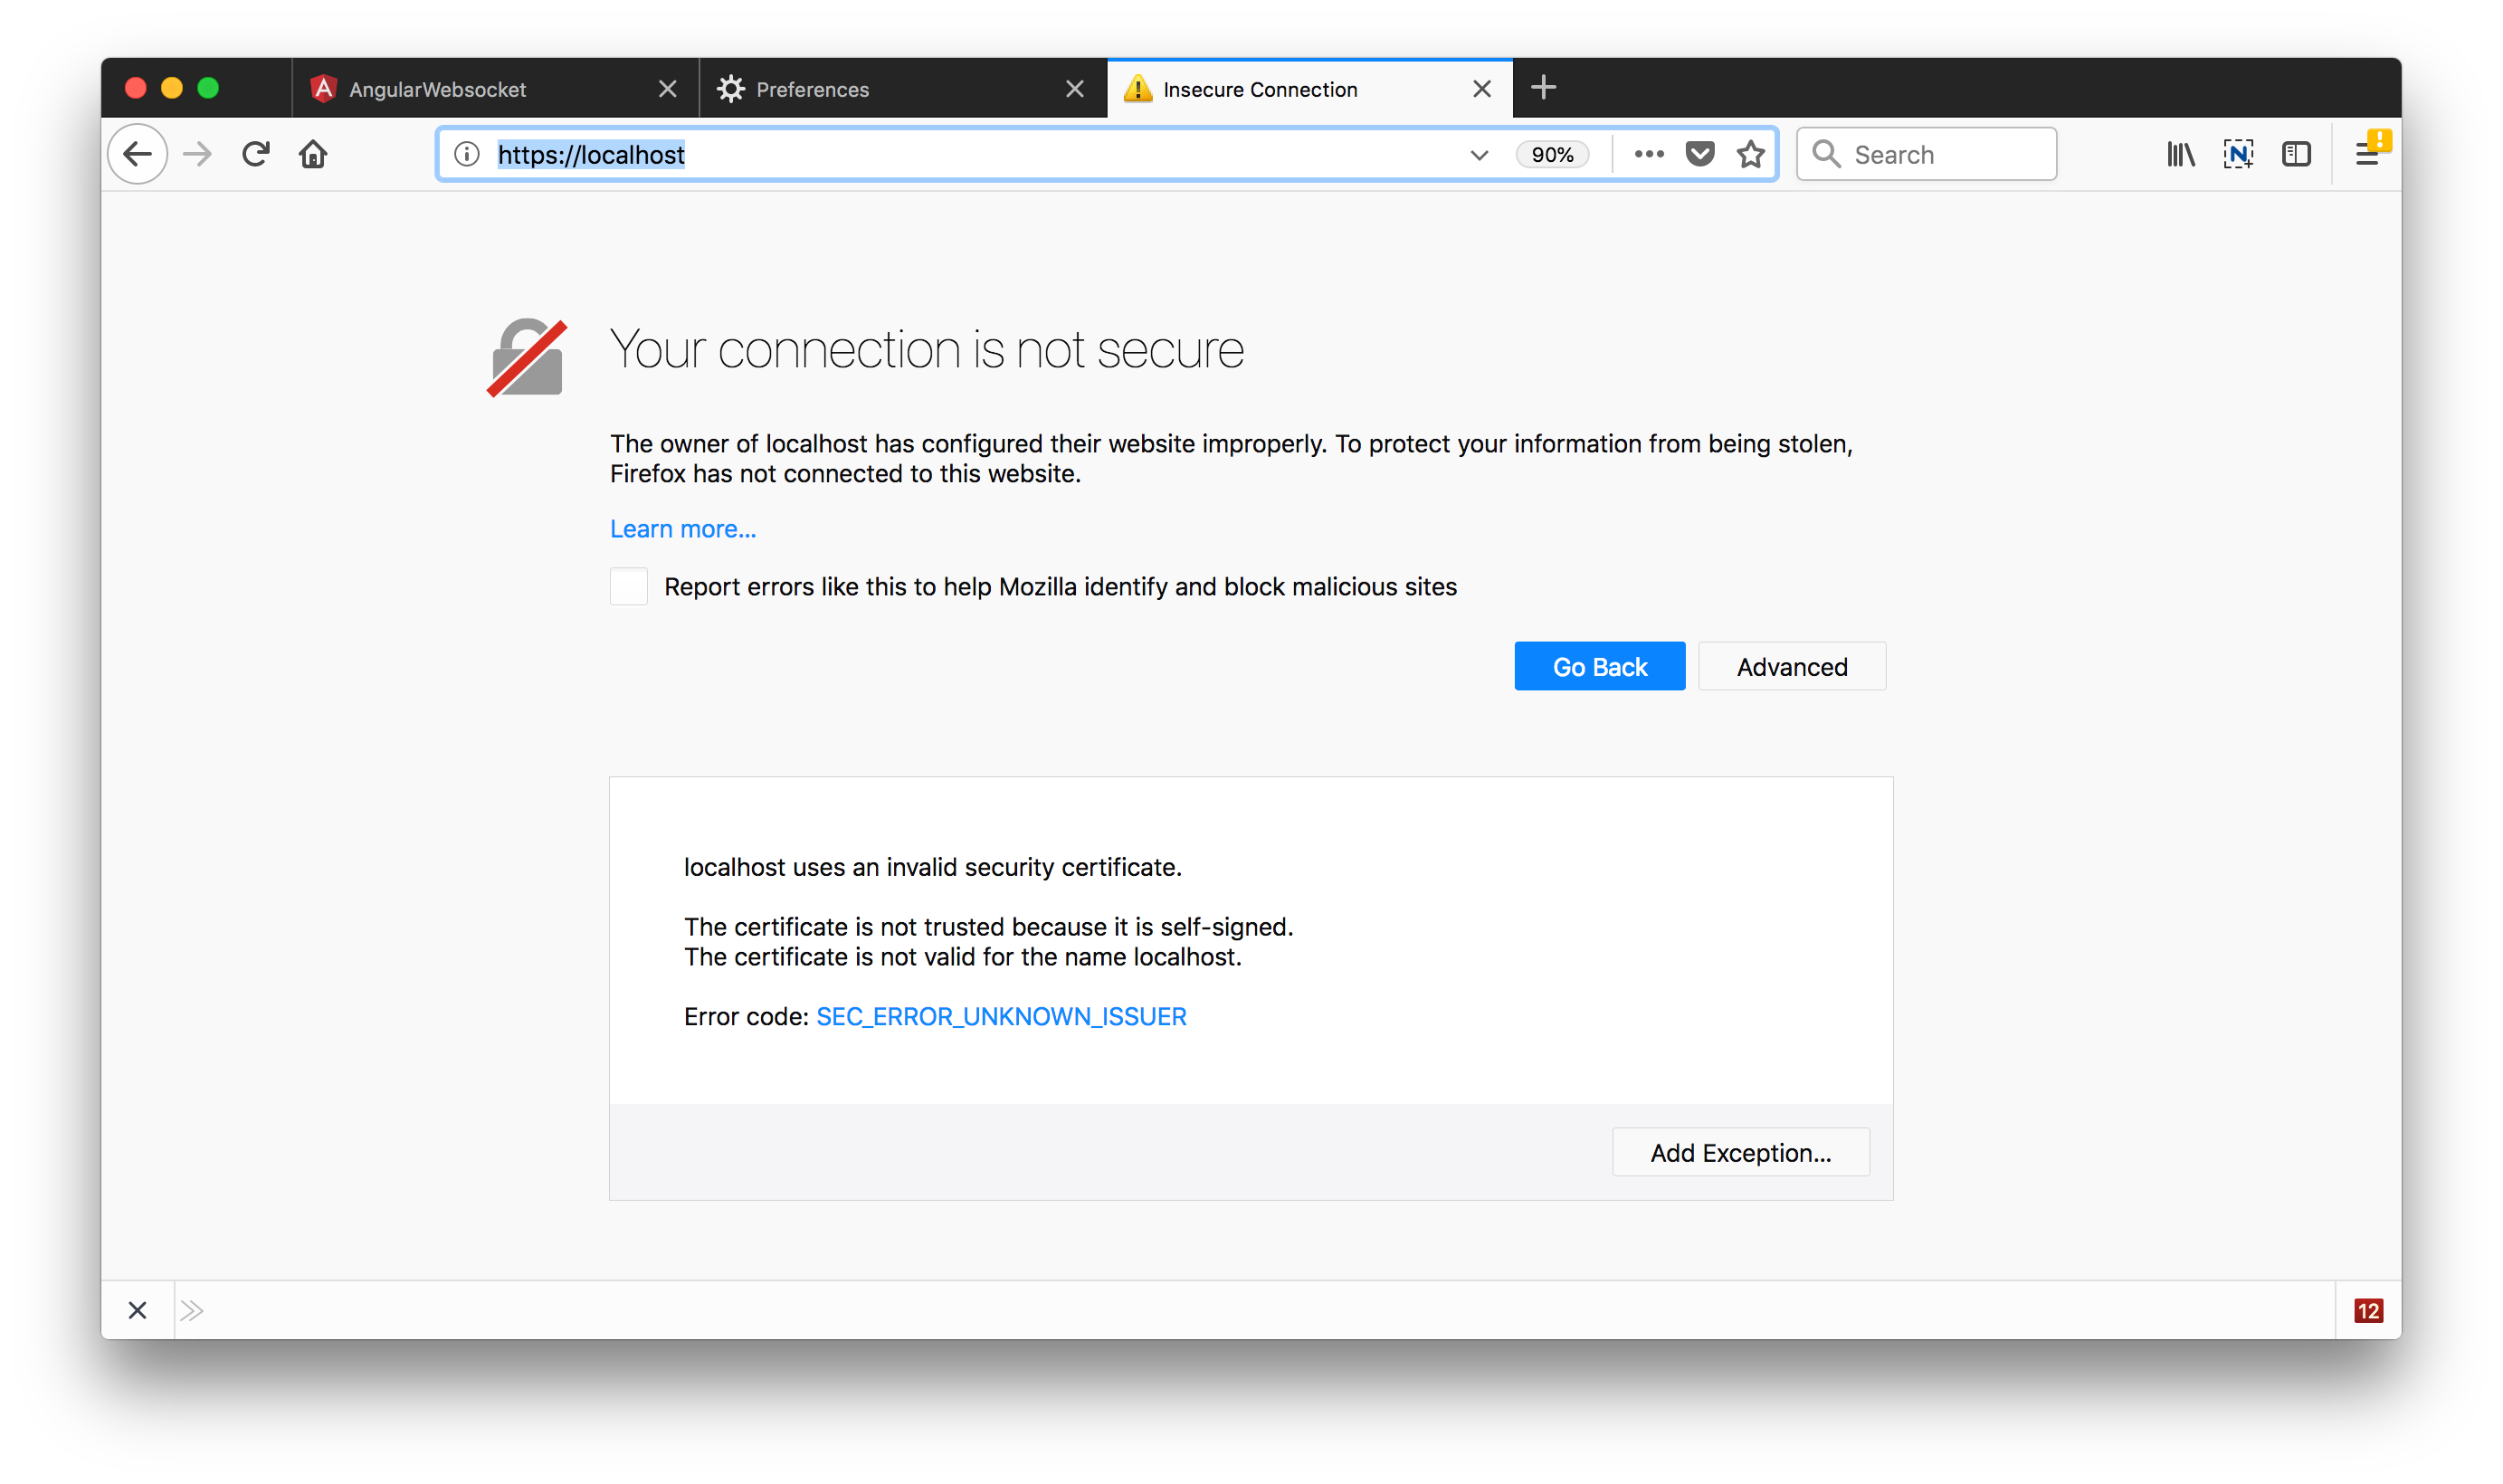 AngularWebsocket
Preferences
Insecure Connection
https://localhost
90%
Search
Your connection is not secure
The owner of localhost has configured their website improperly. To protect your information from being stolen,
Firefox has not connected to this website.
Learn more...
Report errors like this to help Mozilla identify and block malicious sites
Go Back
Advanced
localhost uses an invalid security certificate.
The certificate is not trusted because it is self-signed.
The certificate is not valid for the name localhost.
Error code: SEC_ERROR_UNKNOWN_ISSUER
Add Exception...
12